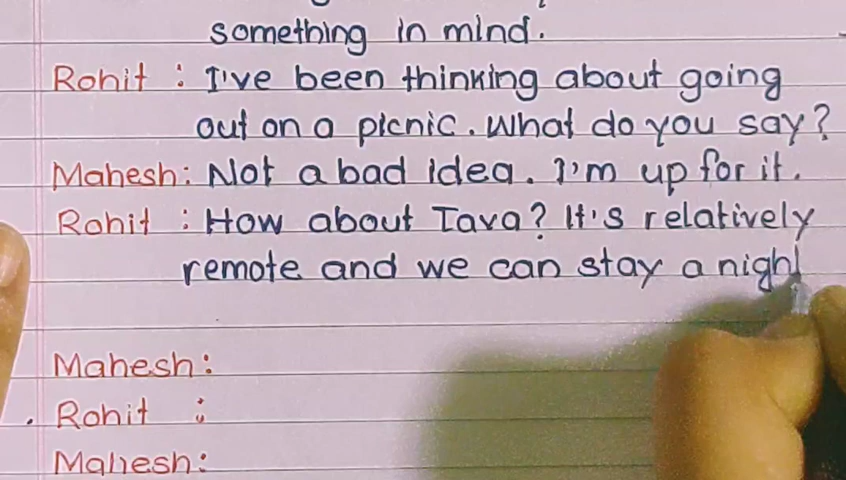 something in mind.
Rohit : I've been thinking about going
out on a picnic. What do you say?
Mahesh: Not a bad idea. I'm up for it.
Rohit : How about Tava? It's relatively
remote and we can stay a nigh
Mahesh:
Rohit :
Mahesh: